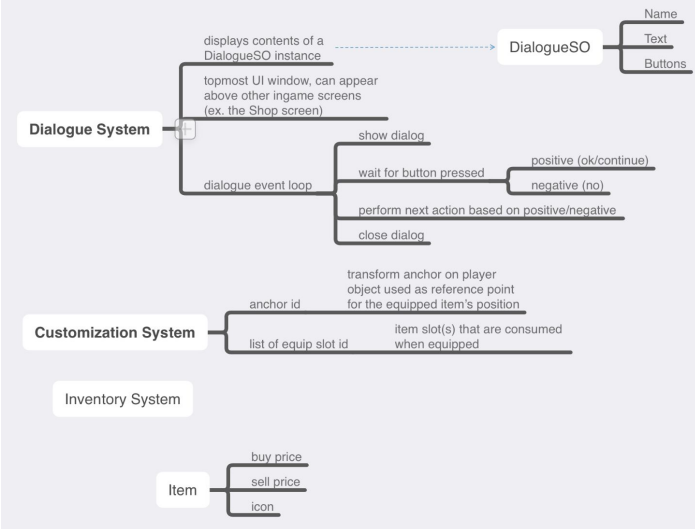 Name
displays contents of a
DialogueSO instance
DialogueSO
Text
Buttons
topmost UI window, can appear
above other ingame screens
(ex. the Shop screen)
Dialogue System
show dialog
positive (ok/continue)
wait for button pressed
dialogue event loop
negative (no)
perform next action based on positive/negative
close dialog
transform anchor on player
object used as reference point
anchor id
for the equipped item's position
Customization System
item slot(s) that are consumed
list of equip slot id
when equipped
Inventory System
buy price
Item
sell price
icon